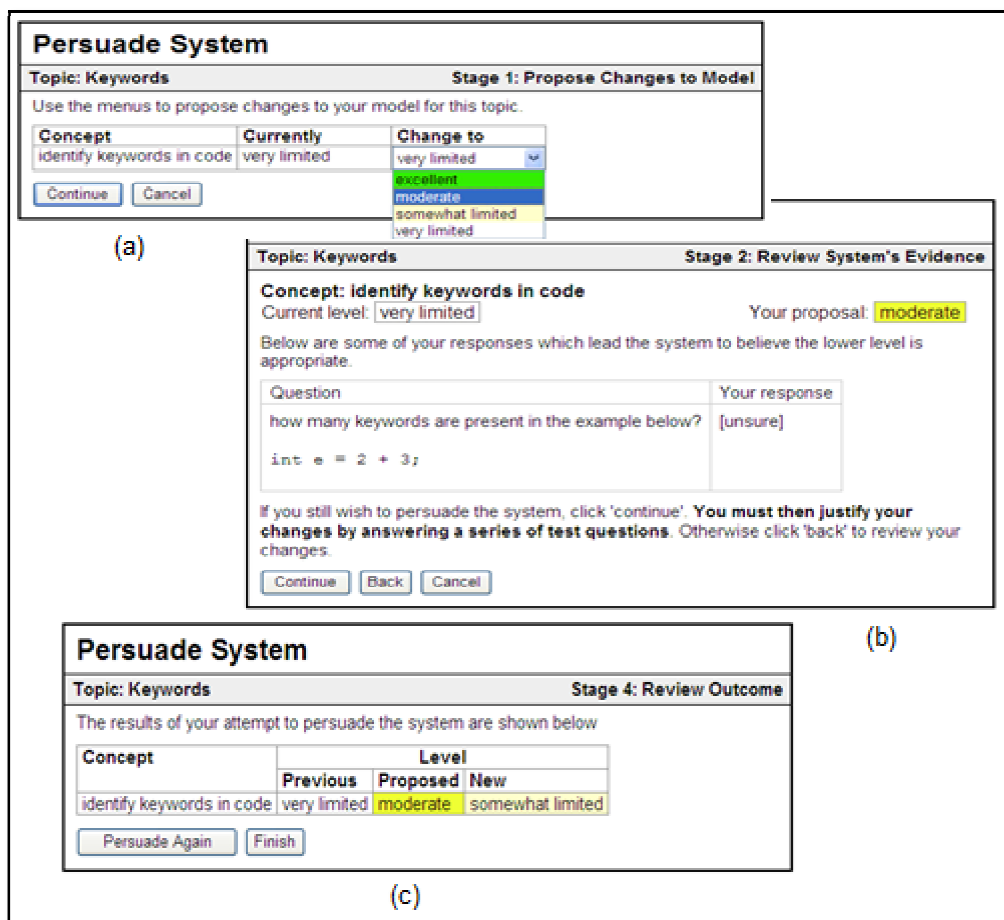 Persuade System
Topic: Keywords Stage 1: Propose Changes to Model
Use the menus to propose changes to your model for this topic.
Concept Currently Change to
identify keywords in code very limited very limited
excellent
moderate
somewhat limited
very limited
Continue Cancel
(a)
Topic: Keywords Stage 2: Review System's Evidence
Concept: identify keywords in code
Current level: very limited Your proposal: moderate
Below are some of your responses which lead the system to believe the lower level is
appropriate.
Question Your response
how many keywords are present in the example below? [unsure]
int e = 2 + 3;
If you still wish to persuade the system, click 'continue'. You must then justify your
changes by answering a series of test questions. Otherwise click 'back' to review your
changes.
Continue Back Cancel
(b)
Persuade System
Topic: Keywords Stage 4: Review Outcome
The results of your attempt to persuade the system are shown below
Concept Level
Previous Proposed New
identify keywords in code very limited moderate somewhat limited
Persuade Again Finish
(c)